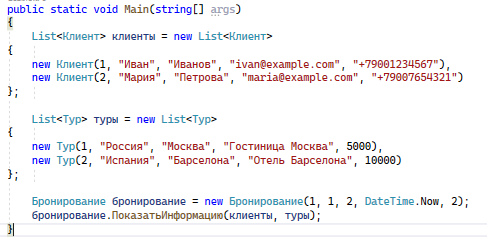 public static void Main(string[] args)
{
List<Клиент> клиенты = new List<Клиент>
{
new Клиент(1, "Иван", "Иванов", "ivan@example.com", "+79001234567"),
new Клиент(2, "Мария", "Петрова", "maria@example.com", "+79007654321")
};
List<Тур> туры = new List<Тур>
{
new Тур(1, "Россия", "Москва", "Гостиница Москва", 5000),
new Тур(2, "Испания", "Барселона", "Отель Барселона", 10000)
};
Бронирование бронирование = new Бронирование(1, 1, 2, DateTime.Now, 2);
бронирование.ПоказатьИнформацию(клиенты, туры);
}